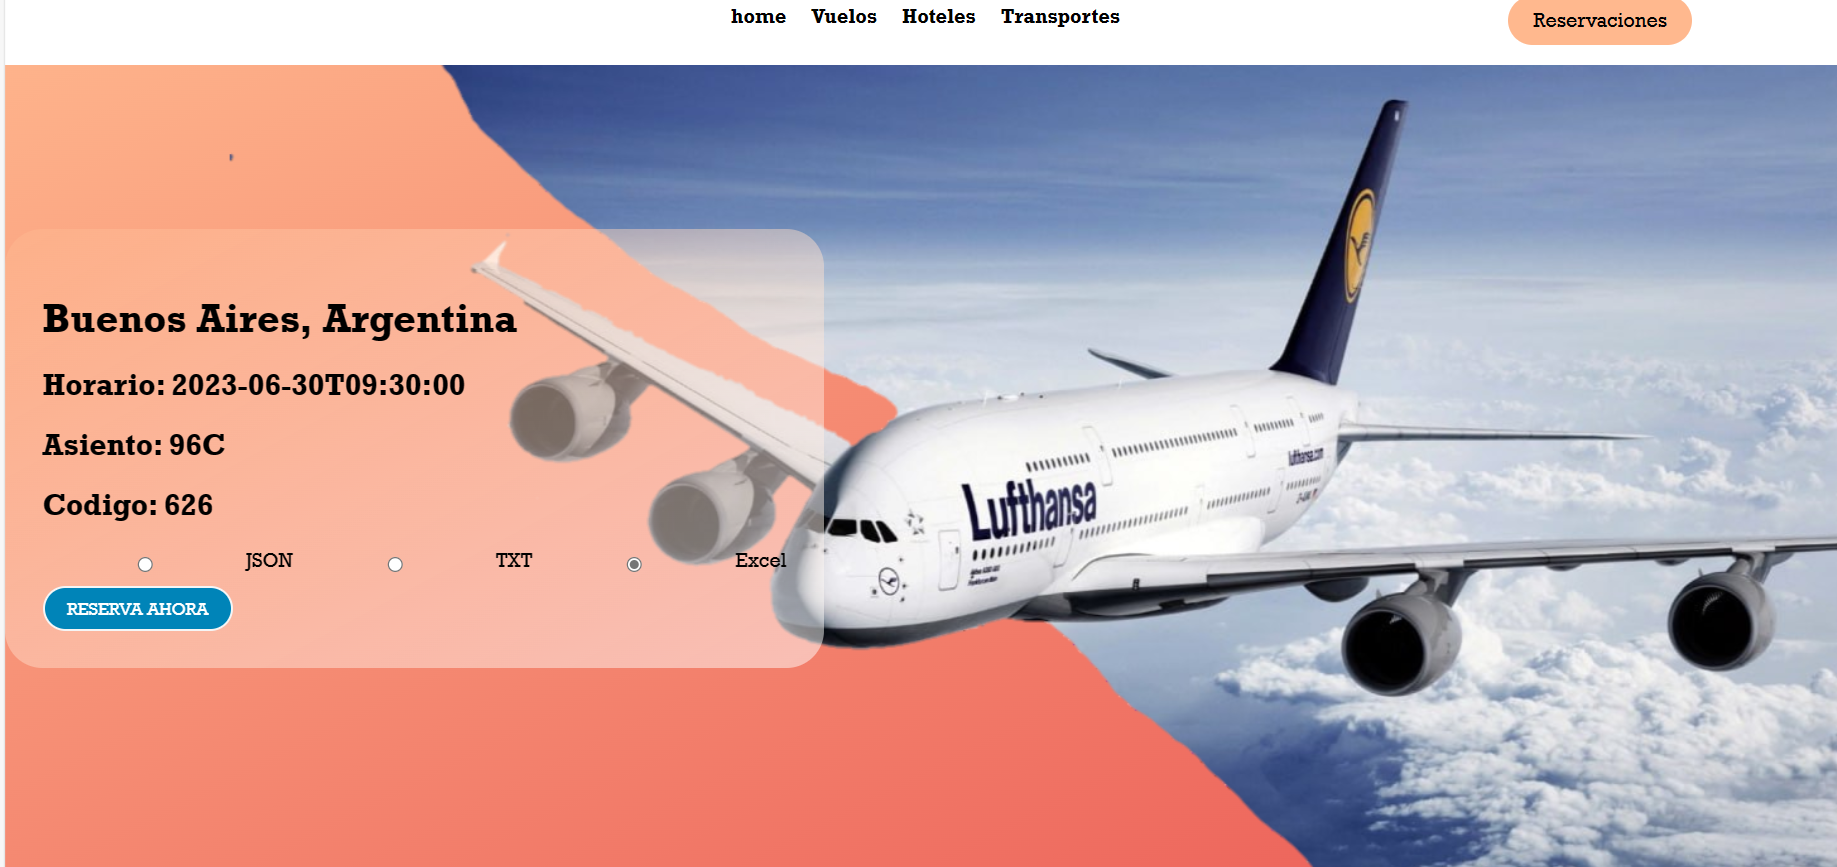 home Vuelos Hoteles Transportes
Reservaciones
Buenos Aires, Argentina
Horario: 2023-06-30T09:30:00
Asiento: 96C
Codigo: 626
JSON TXT Excel
RESERVA AHORA
Lufthansa
lufthansa.com